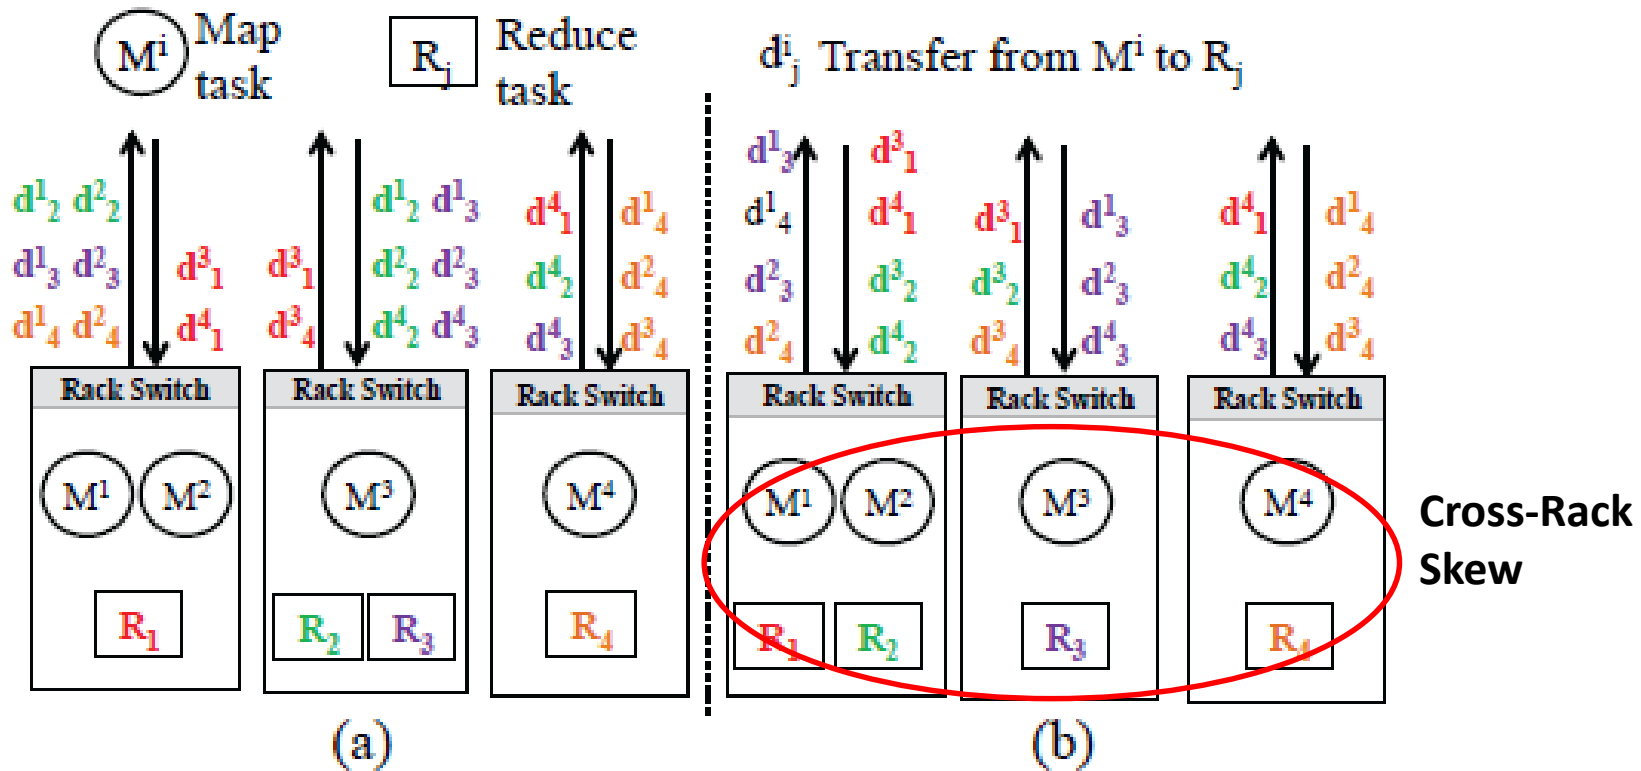 Mⁱ Map task
Rⱼ Reduce task
dⁱⱼ Transfer from Mⁱ to Rⱼ
d¹₂ d²₂
d¹₃ d²₃
d¹₄ d²₄
d³₁
d⁴₁
Rack Switch
M¹ M²
R₁
d³₁
d³₄
d¹₂ d¹₃
d²₂ d²₃
d⁴₂ d⁴₃
Rack Switch
M³
R₂ R₃
d⁴₁
d⁴₂
d⁴₃
d¹₄
d²₄
d³₄
Rack Switch
M⁴
R₄
(a)
d¹₃
d¹₄
d²₃
d²₄
d³₁
d⁴₁
d³₂
d⁴₂
Rack Switch
M¹ M²
R₁ R₂
d³₁
d³₂
d³₄
d¹₃
d²₃
d⁴₃
Rack Switch
M³
R₃
d⁴₁
d⁴₂
d⁴₃
d¹₄
d²₄
d³₄
Rack Switch
M⁴
R₄
(b)
Cross-Rack
Skew